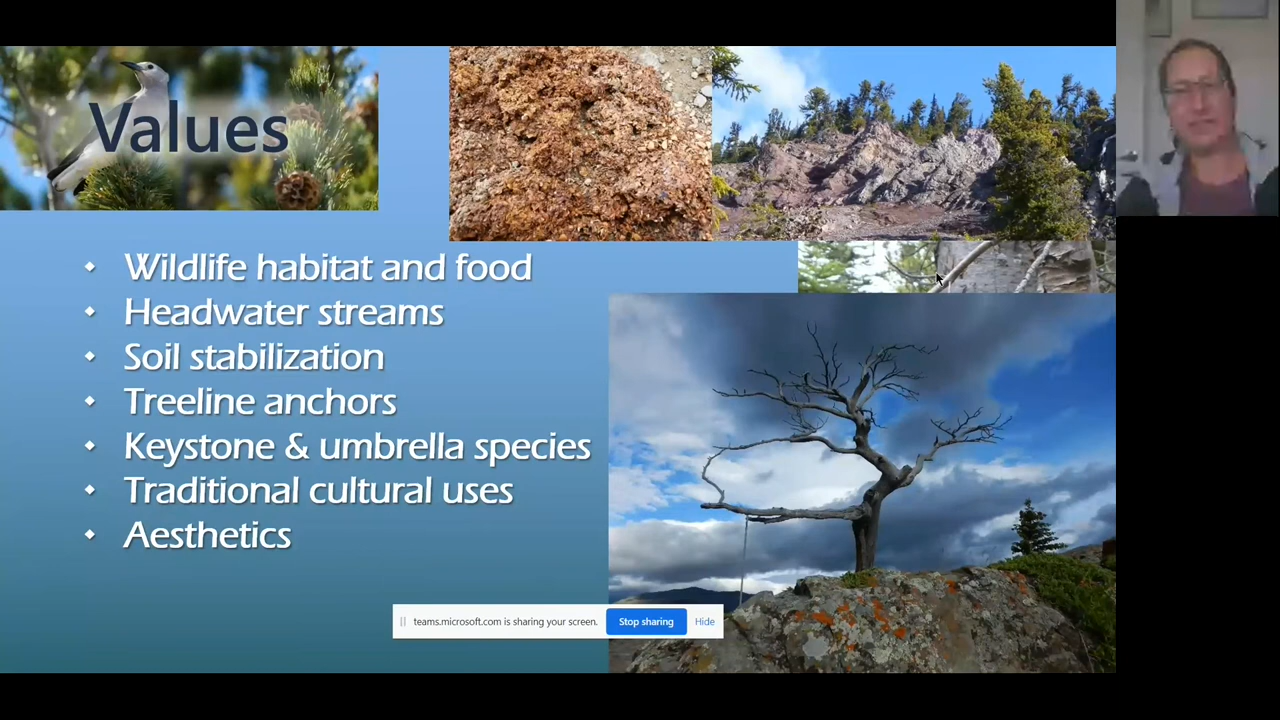 Values
Wildlife habitat and food
Headwater streams
Soil stabilization
Treeline anchors
Keystone & umbrella species
Traditional cultural uses
Aesthetics
teams.microsoft.com is sharing your screen.
Stop sharing
Hide